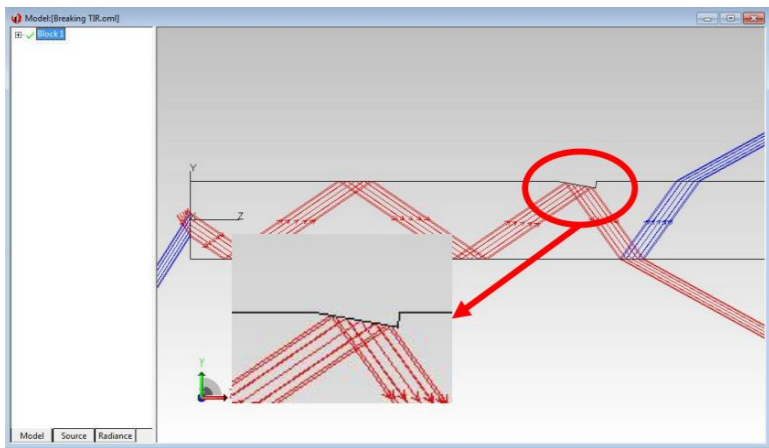 Model:[Breaking TIR.oml]
Block 1
Y
Z
Y
Model Source Radiance